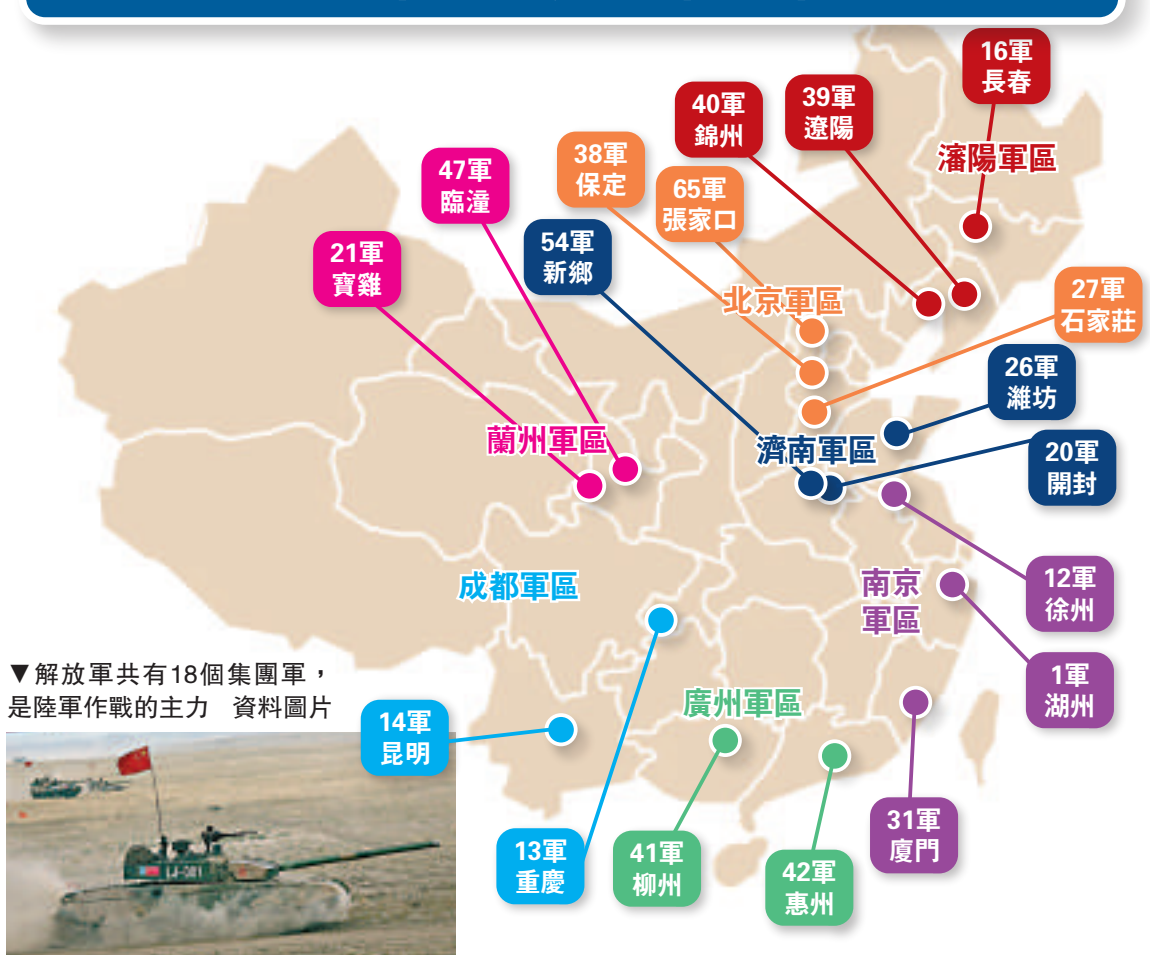 16軍
長春
40軍
錦州
39軍
遼陽
瀋陽軍區
38軍
保定
65軍
張家口
47軍
臨潼
54軍
新鄉
21軍
寶雞
北京軍區
27軍
石家莊
26軍
濰坊
蘭州軍區
濟南軍區
20軍
開封
成都軍區
南京
軍區
12軍
徐州
1軍
湖州
▼解放軍共有18個集團軍，
是陸軍作戰的主力　資料圖片
廣州軍區
14軍
昆明
31軍
廈門
13軍
重慶
41軍
柳州
42軍
惠州